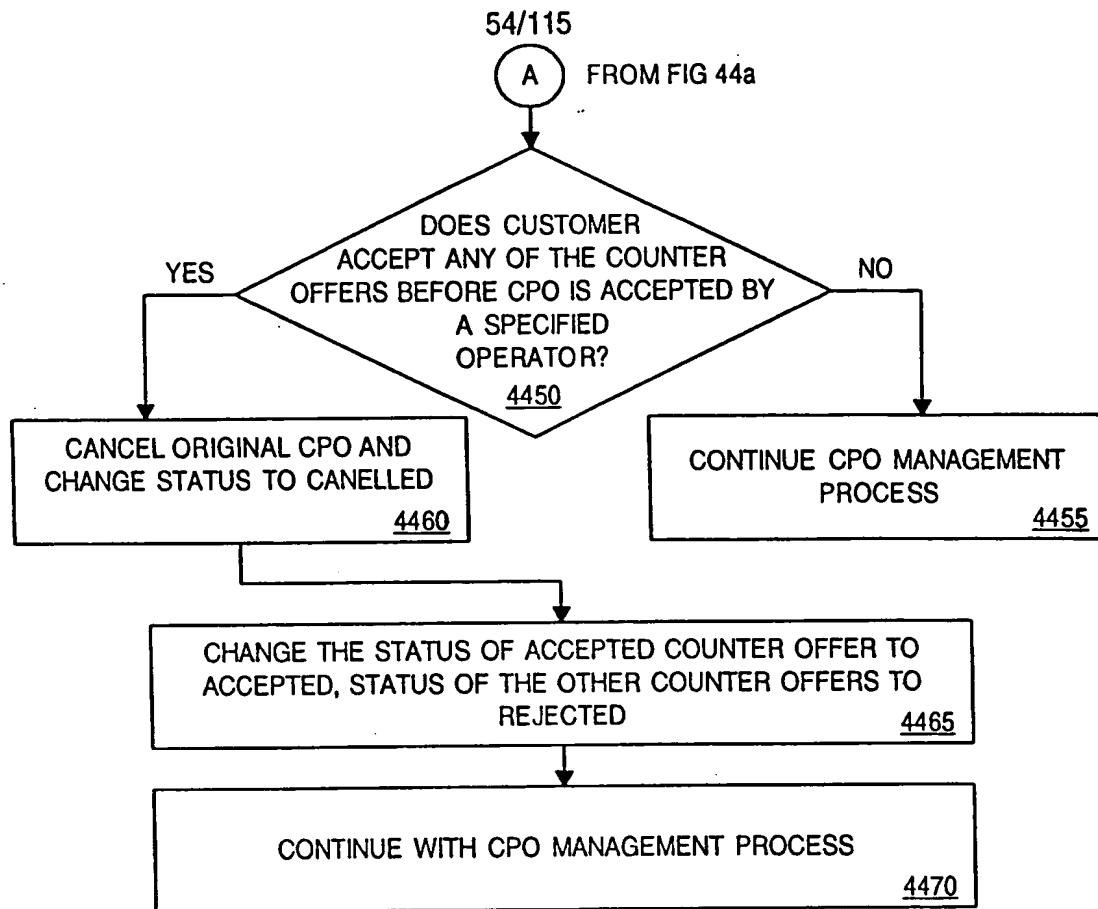 54/115
A
FROM FIG 44a
DOES CUSTOMER
ACCEPT ANY OF THE COUNTER
OFFERS BEFORE CPO IS ACCEPTED BY
A SPECIFIED
OPERATOR?
4450
YES
NO
CANCEL ORIGINAL CPO AND
CHANGE STATUS TO CANELLED
4460
CONTINUE CPO MANAGEMENT
PROCESS
4455
CHANGE THE STATUS OF ACCEPTED COUNTER OFFER TO
ACCEPTED, STATUS OF THE OTHER COUNTER OFFERS TO
REJECTED
4465
CONTINUE WITH CPO MANAGEMENT PROCESS
4470